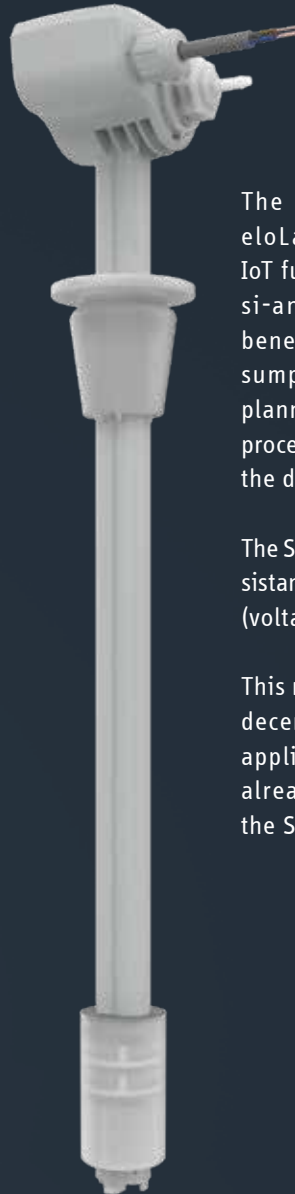 The
eloLa
IoT fu
si-ar
bene
sump
plann
proce
the d
The S
sistar
(volta
This r
decer
appli
alrea
the S